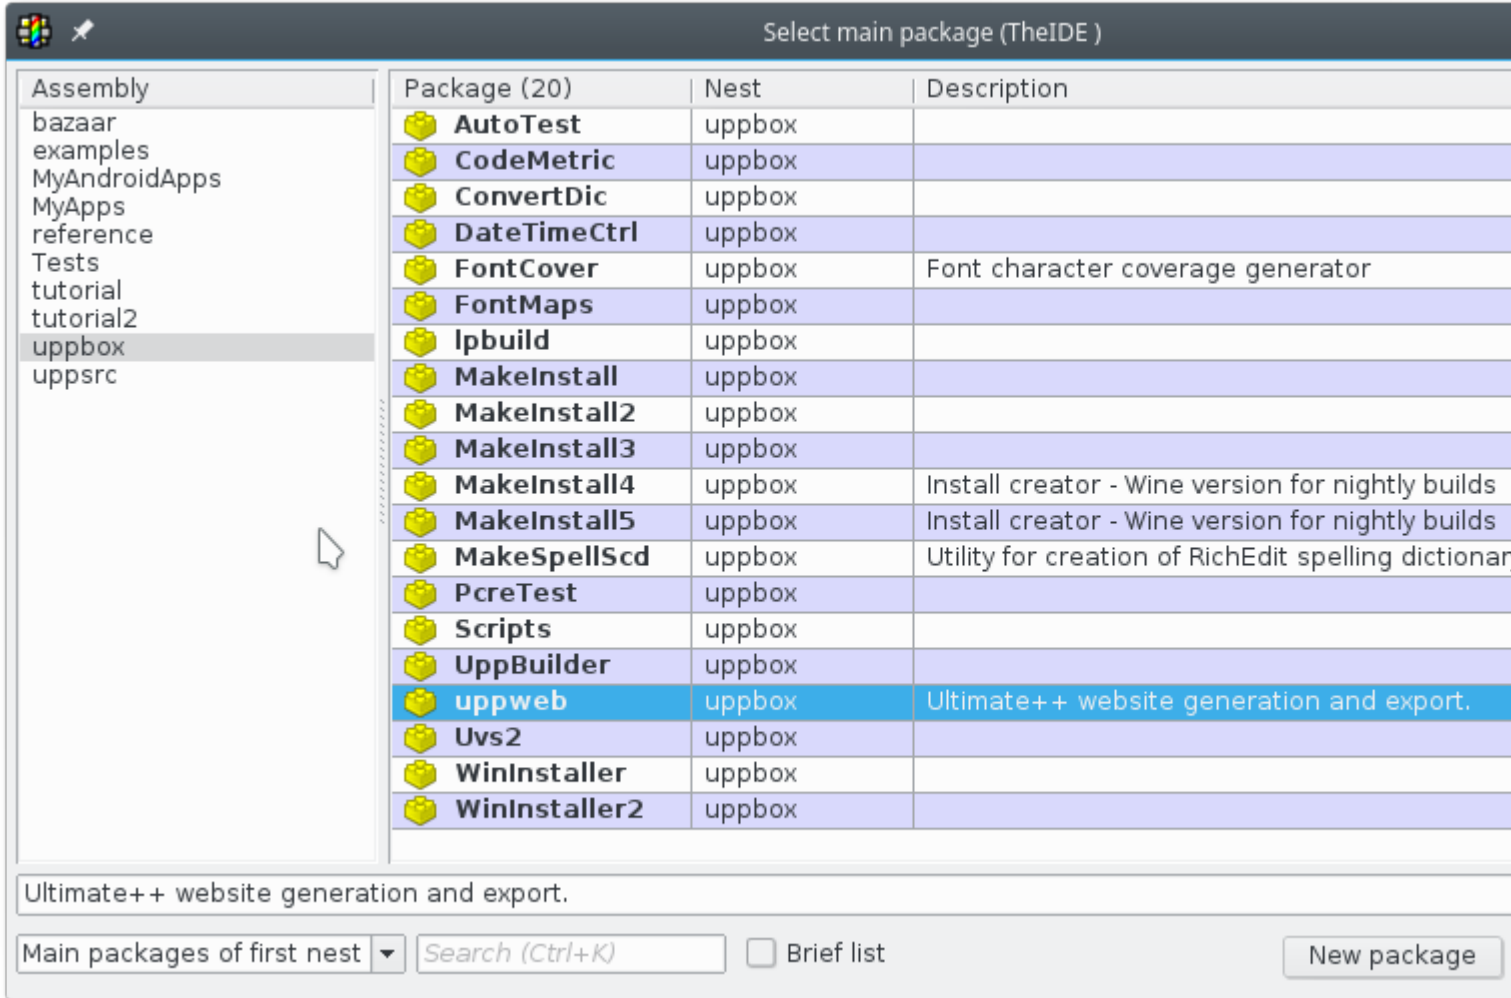 Select main package (TheIDE )
Assembly
bazaar
examples
MyAndroidApps
MyApps
reference
Tests
tutorial
tutorial2
uppbox
uppsrc
Package (20) Nest Description
AutoTest uppbox
CodeMetric uppbox
ConvertDic uppbox
DateTimeCtrl uppbox
FontCover uppbox Font character coverage generator
FontMaps uppbox
lpbuild uppbox
MakeInstall uppbox
MakeInstall2 uppbox
MakeInstall3 uppbox
MakeInstall4 uppbox Install creator - Wine version for nightly builds
MakeInstall5 uppbox Install creator - Wine version for nightly builds
MakeSpellScd uppbox Utility for creation of RichEdit spelling dictionar
PcreTest uppbox
Scripts uppbox
UppBuilder uppbox
uppweb uppbox Ultimate++ website generation and export.
Uvs2 uppbox
WinInstaller uppbox
WinInstaller2 uppbox
Ultimate++ website generation and export.
Main packages of first nest Search (Ctrl+K) Brief list New package